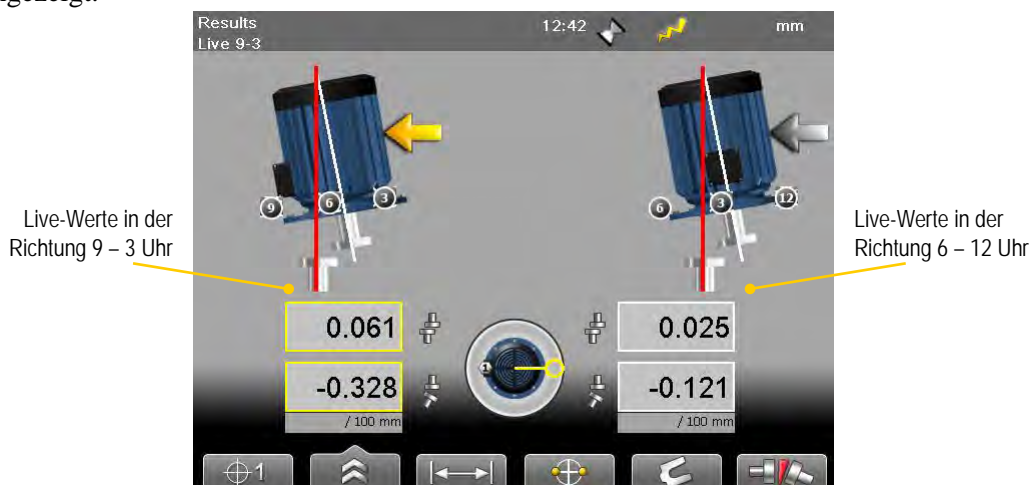 Results
Live 9-3
12:42
mm
9
6
3
6
3
12
Live-Werte in der
Richtung 9 – 3 Uhr
Live-Werte in der
Richtung 6 – 12 Uhr
0.061
0.025
1
-0.328
-0.121
/ 100 mm
/ 100 mm
1